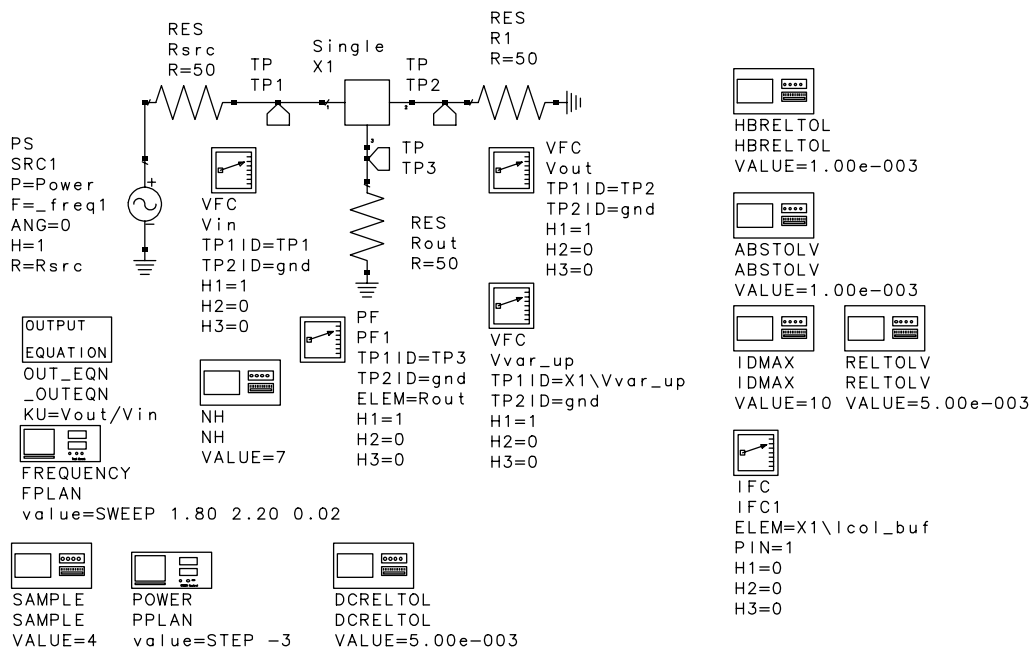 RES
Rsrc
R=50
TP
TP1
Single
X1
TP
TP2
RES
R1
R=50
1
2
3
TP
TP3
PS
SRC1
P=Power
F=_freq1
ANG=0
H=1
R=Rsrc
+
−
VFC
Vin
TP1ID=TP1
TP2ID=gnd
H1=1
H2=0
H3=0
RES
Rout
R=50
VFC
Vout
TP1ID=TP2
TP2ID=gnd
H1=1
H2=0
H3=0
HBRELTOL
HBRELTOL
VALUE=1.00e-003
ABSTOLV
ABSTOLV
VALUE=1.00e-003
OUTPUT
EQUATION
OUT_EQN
_OUTEQN
KU=Vout/Vin
NH
NH
VALUE=7
PF
PF1
TP1ID=TP3
TP2ID=gnd
ELEM=Rout
H1=1
H2=0
H3=0
VFC
Vvar_up
TP1ID=X1\Vvar_up
TP2ID=gnd
H1=1
H2=0
H3=0
IDMAX
IDMAX
VALUE=10
RELTOLV
RELTOLV
VALUE=5.00e-003
FREQUENCY
FPLAN
value=SWEEP 1.80 2.20 0.02
IFC
IFC1
ELEM=X1\Icol_buf
PIN=1
H1=0
H2=0
H3=0
SAMPLE
SAMPLE
VALUE=4
POWER
PPLAN
value=STEP -3
DCRELTOL
DCRELTOL
VALUE=5.00e-003